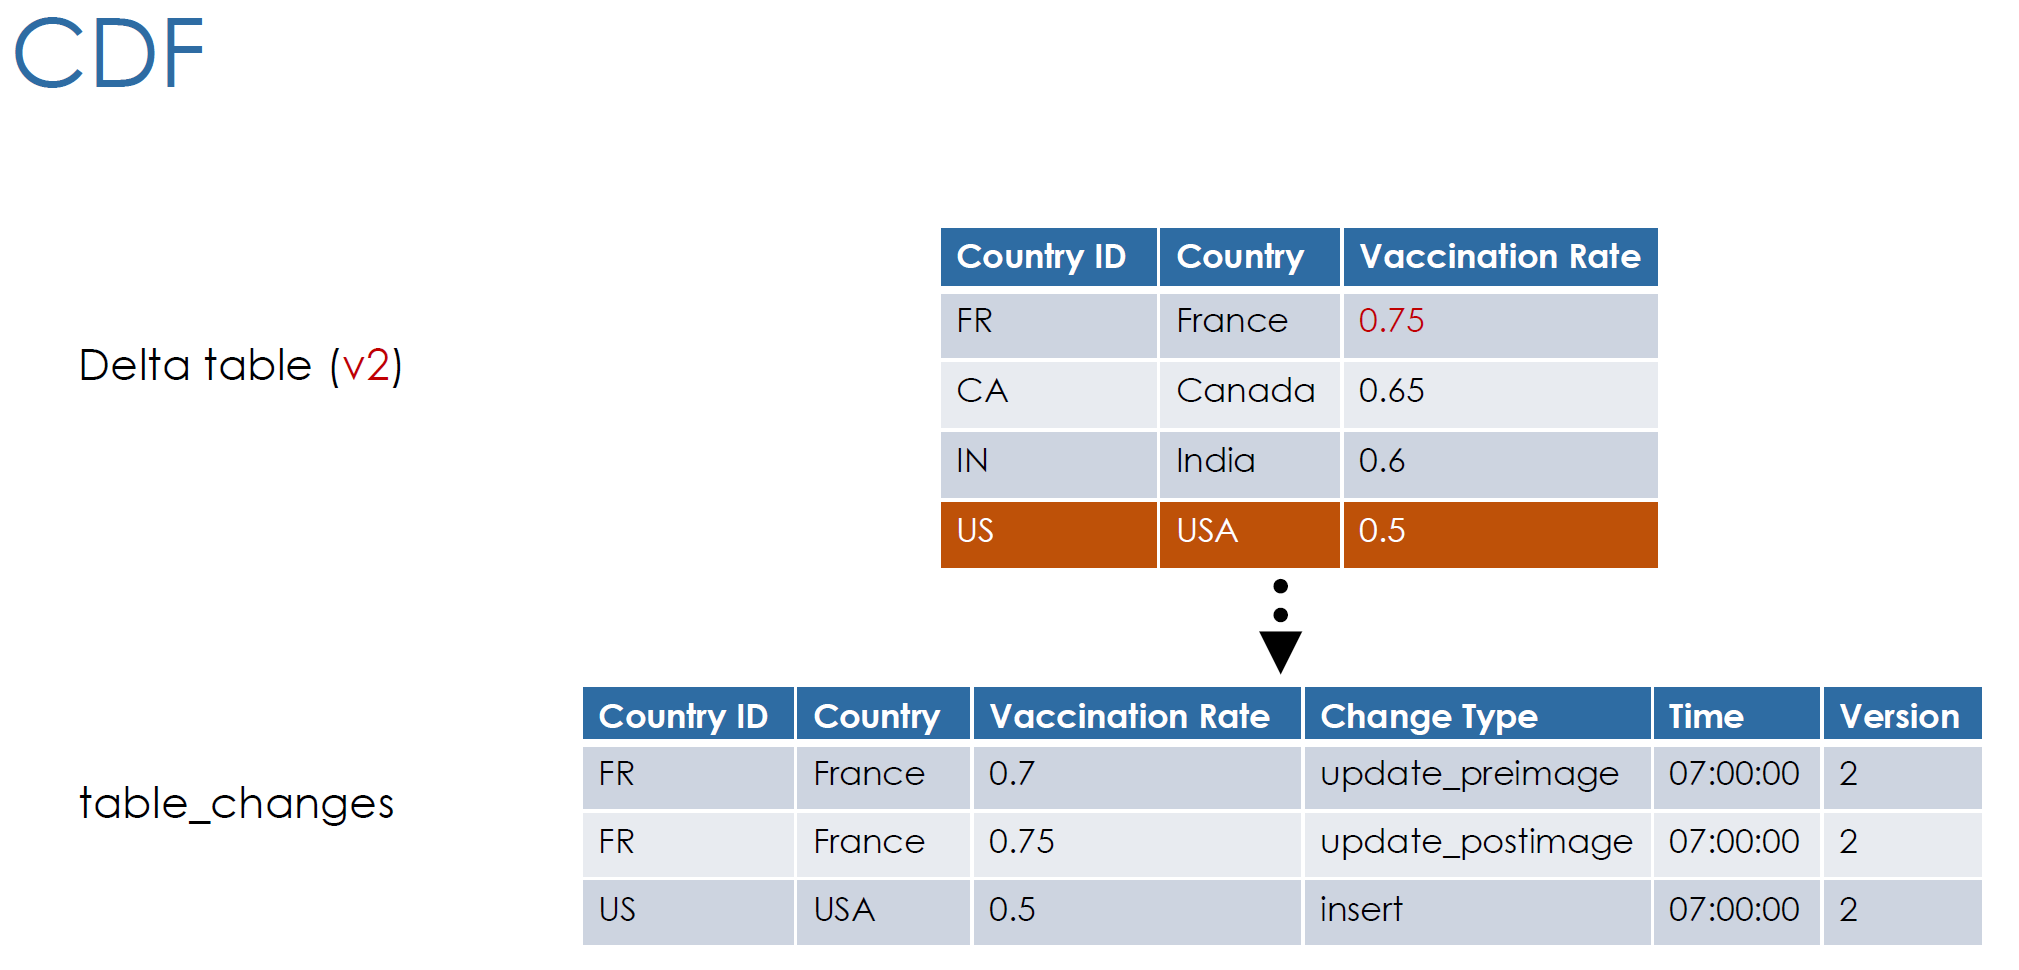 CDF
Country ID Country Vaccination Rate
FR France 0.75
Delta table (v2)
CA Canada 0.65
IN India 0.6
US USA 0.5
Country ID Country Vaccination Rate Change Type Time Version
FR France 0.7 update_preimage 07:00:00 2
table_changes
FR France 0.75 update_postimage 07:00:00 2
US USA 0.5 insert 07:00:00 2